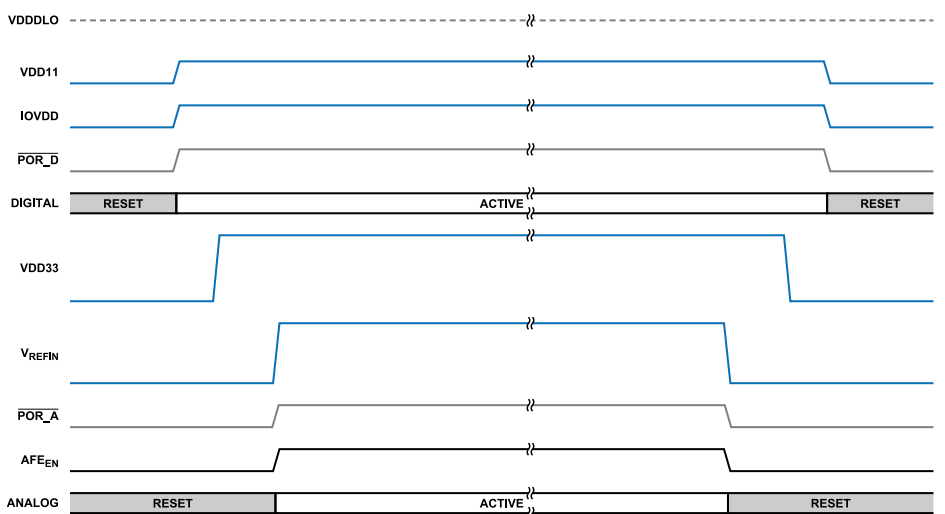 VDDDLO
VDD11
IOVDD
POR_D
DIGITAL RESET ACTIVE RESET
VDD33
VREFIN
POR_A
AFEEN
ANALOG RESET ACTIVE RESET